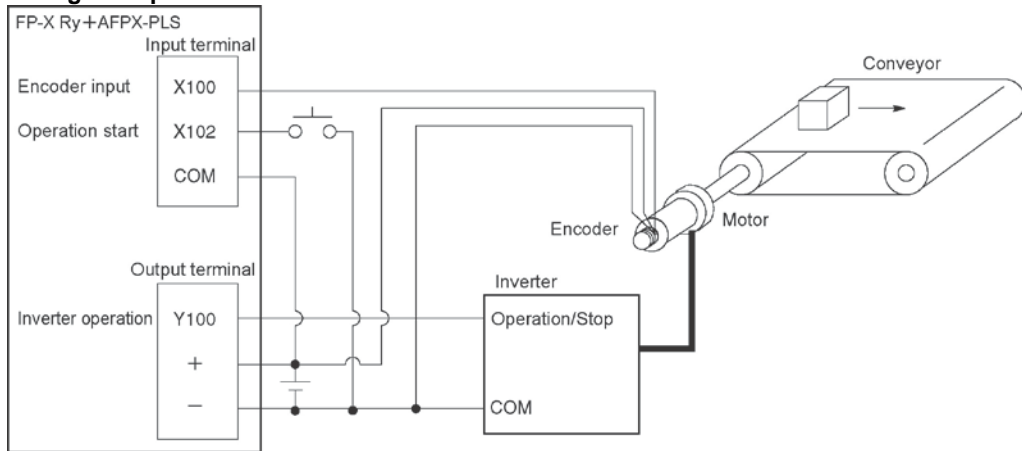 FP-X Ry+AFPX-PLS
Input terminal
Encoder input X100
Operation start X102
COM
Conveyor
Encoder
Motor
Output terminal
Inverter
Inverter operation Y100
Operation/Stop
+
−
COM